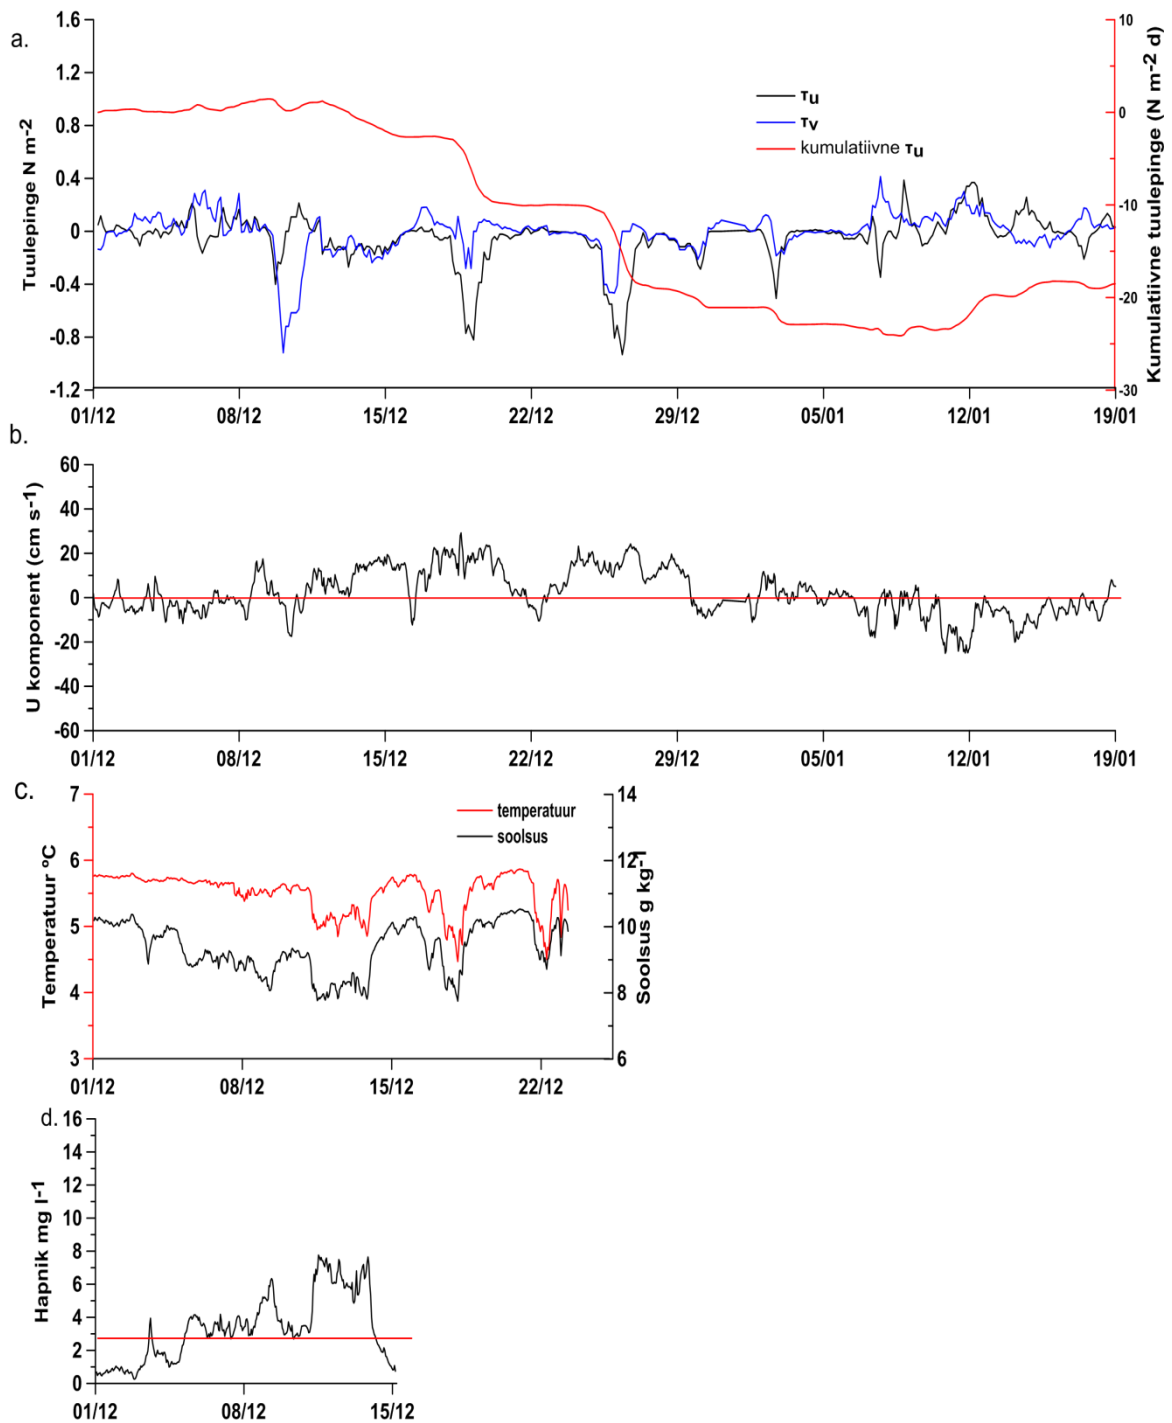 a.
Tuulepinge N m-2
1.6
1.2
0.8
0.4
0
-0.4
-0.8
-1.2
τu
τv
kumulatiivne τu
10
0
-10
-20
-30
Kumulatiivne tuulepinge (N m-2 d)
01/12 08/12 15/12 22/12 29/12 05/01 12/01 19/01
b.
U komponent (cm s-1)
60
40
20
0
-20
-40
-60
01/12 08/12 15/12 22/12 29/12 05/01 12/01 19/01
c.
Temperatuur ºC
7
6
5
4
3
temperatuur
soolsus
14
12
10
8
6
Soolsus g kg-1
01/12 08/12 15/12 22/12
d.
Hapnik mg l-1
16
14
12
10
8
6
4
2
0
01/12 08/12 15/12